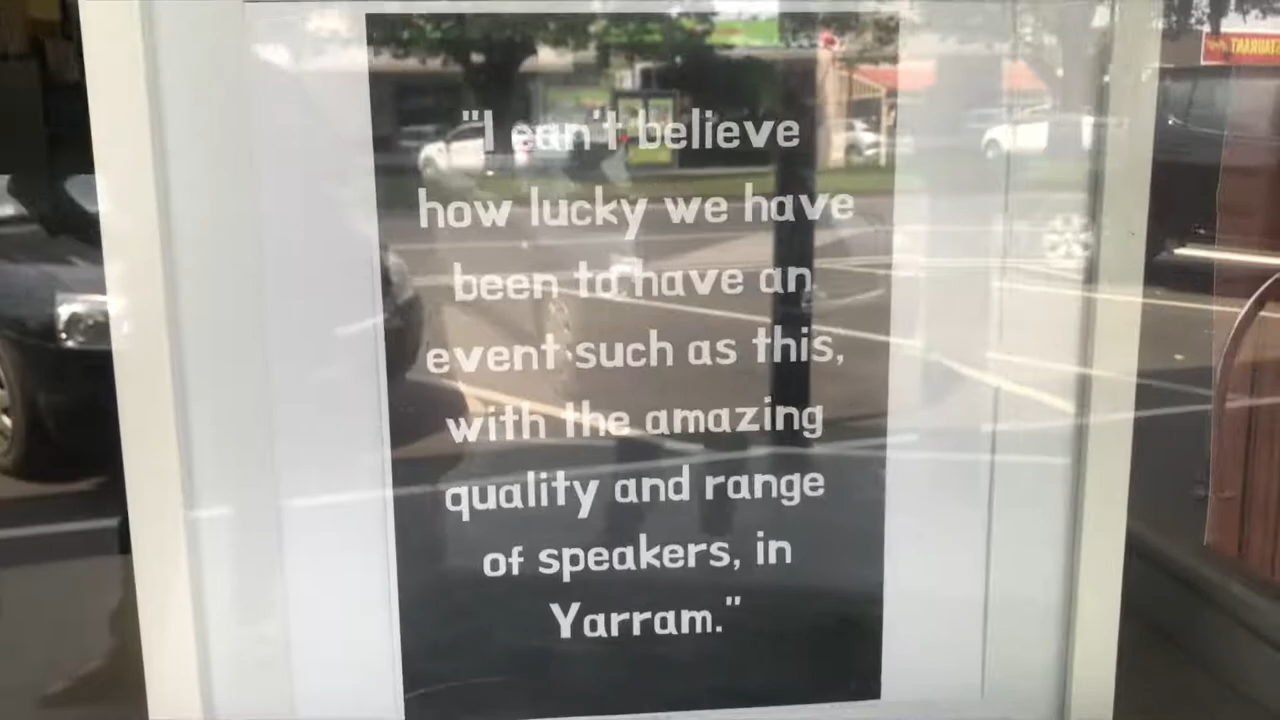 "I can't believe
how lucky we have
been to have an
event such as this,
with the amazing
quality and range
of speakers, in
Yarram."